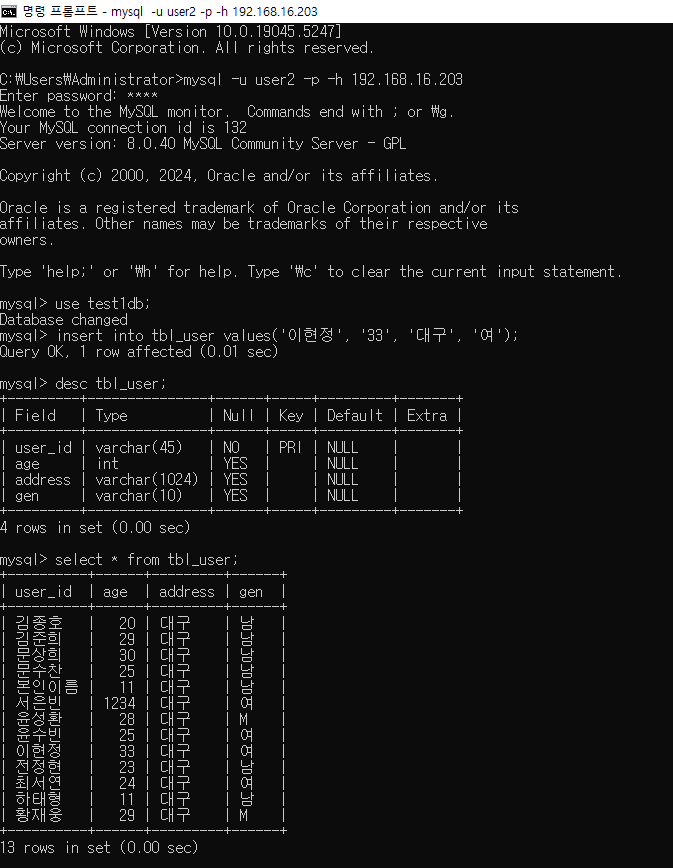 명령 프롬프트 - mysql  -u user2 -p -h 192.168.16.203
Microsoft Windows [Version 10.0.19045.5247]
(c) Microsoft Corporation. All rights reserved.

C:\Users\Administrator>mysql -u user2 -p -h 192.168.16.203
Enter password: ****
Welcome to the MySQL monitor.  Commands end with ; or \g.
Your MySQL connection id is 132
Server version: 8.0.40 MySQL Community Server - GPL

Copyright (c) 2000, 2024, Oracle and/or its affiliates.

Oracle is a registered trademark of Oracle Corporation and/or its
affiliates. Other names may be trademarks of their respective
owners.

Type 'help;' or '\h' for help. Type '\c' to clear the current input statement.

mysql> use test1db;
Database changed
mysql> insert into tbl_user values('이현정', '33', '대구', '여');
Query OK, 1 row affected (0.01 sec)

mysql> desc tbl_user;
+---------+---------------+------+-----+---------+-------+
| Field   | Type          | Null | Key | Default | Extra |
+---------+---------------+------+-----+---------+-------+
| user_id | varchar(45)   | NO   | PRI | NULL    |       |
| age     | int           | YES  |     | NULL    |       |
| address | varchar(1024) | YES  |     | NULL    |       |
| gen     | varchar(10)   | YES  |     | NULL    |       |
+---------+---------------+------+-----+---------+-------+
4 rows in set (0.00 sec)

mysql> select * from tbl_user;
+----------+------+---------+------+
| user_id  | age  | address | gen  |
+----------+------+---------+------+
| 김종호   |   20 | 대구    | 남   |
| 김준희   |   29 | 대구    | 남   |
| 문상희   |   30 | 대구    | 남   |
| 문수찬   |   25 | 대구    | 남   |
| 본인이름 |   11 | 대구    | 남   |
| 서은빈   | 1234 | 대구    | 여   |
| 윤성환   |   28 | 대구    | M    |
| 윤수빈   |   25 | 대구    | 여   |
| 이현정   |   33 | 대구    | 여   |
| 전정현   |   23 | 대구    | 남   |
| 최서연   |   24 | 대구    | 여   |
| 하태형   |   11 | 대구    | 남   |
| 황재웅   |   29 | 대구    | M    |
+----------+------+---------+------+
13 rows in set (0.00 sec)